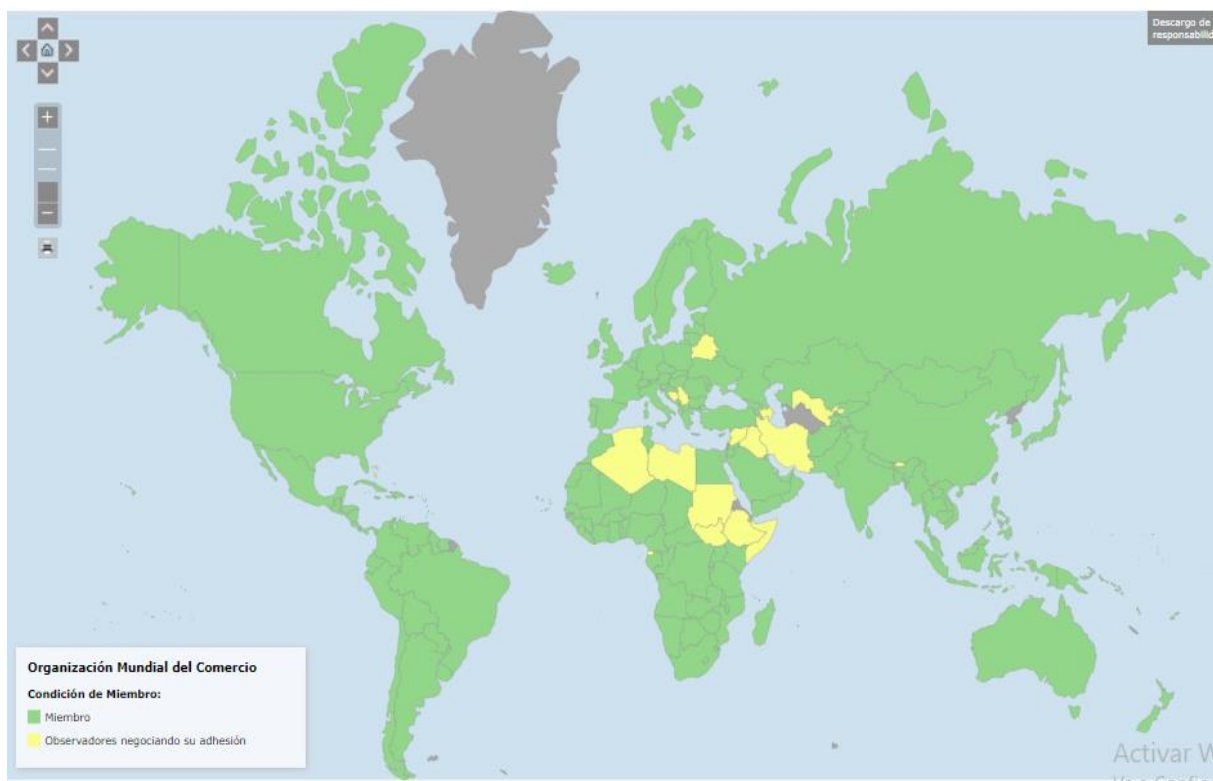 Descargo de
responsabilid
Organización Mundial del Comercio
Condición de Miembro:
Miembro
Observadores negociando su adhesión
Activar W